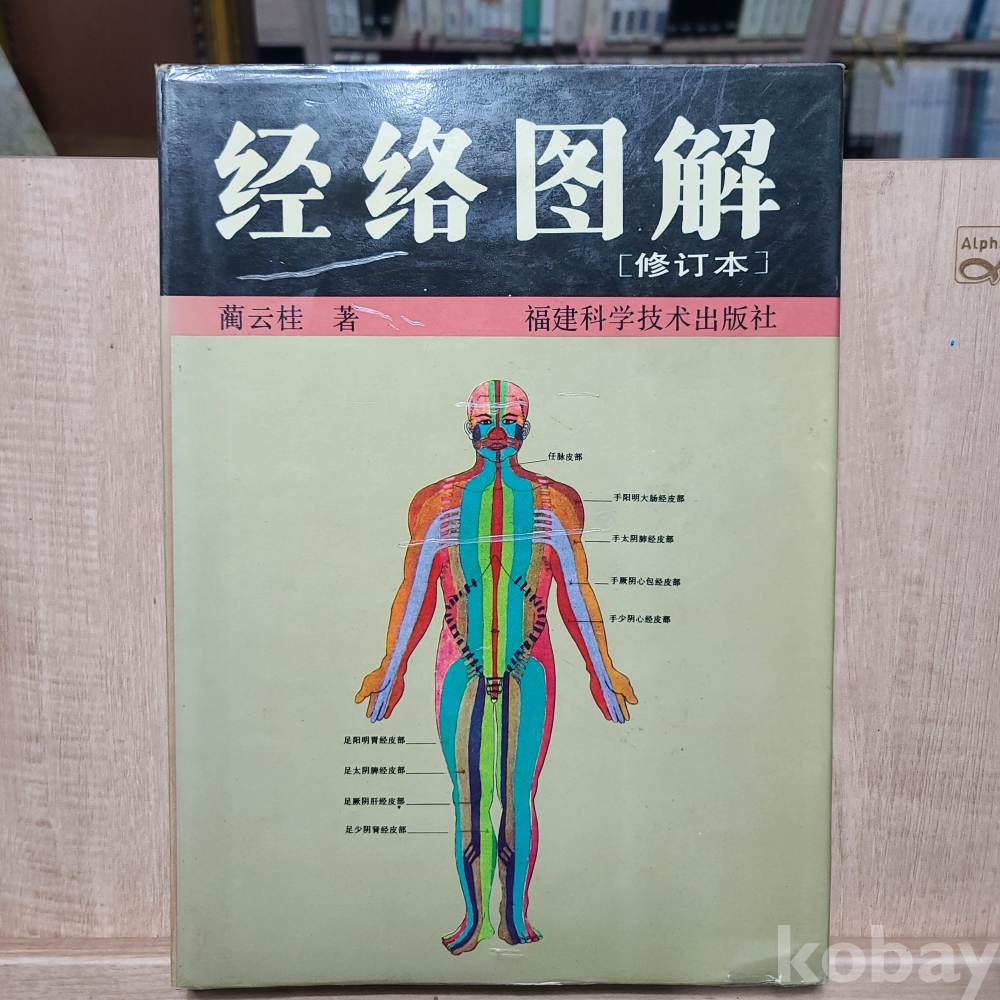 经络图解
[修订本]
蔺云桂 著 福建科学技术出版社
任脉皮部
手阳明大肠经皮部
手太阴肺经皮部
手厥阴心包经皮部
手少阴心经皮部
足阳明胃经皮部
足太阴脾经皮部
足厥阴肝经皮部
足少阴肾经皮部
Alph
kobay